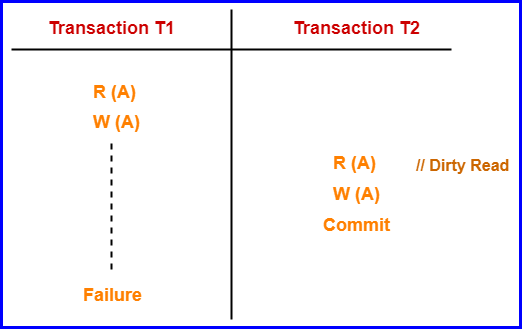 Transaction T1
Transaction T2
R (A)
W (A)
R (A) // Dirty Read
W (A)
Commit
Failure